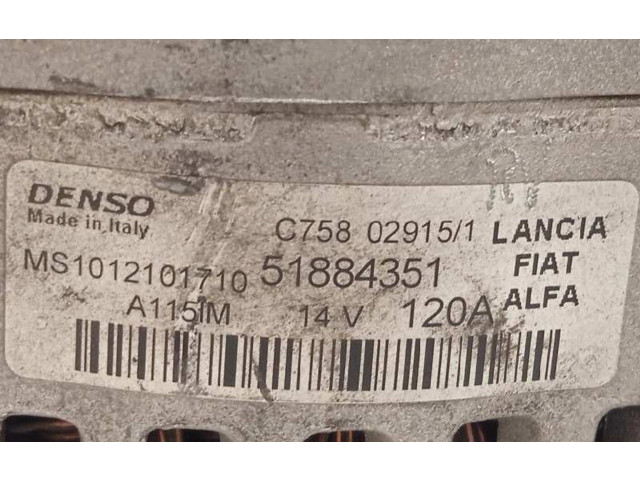 DENSO
Made in Italy
C758 02915/1 LANCIA
MS1012101710 51884351 FIAT
A115IM 14 V 120A ALFA